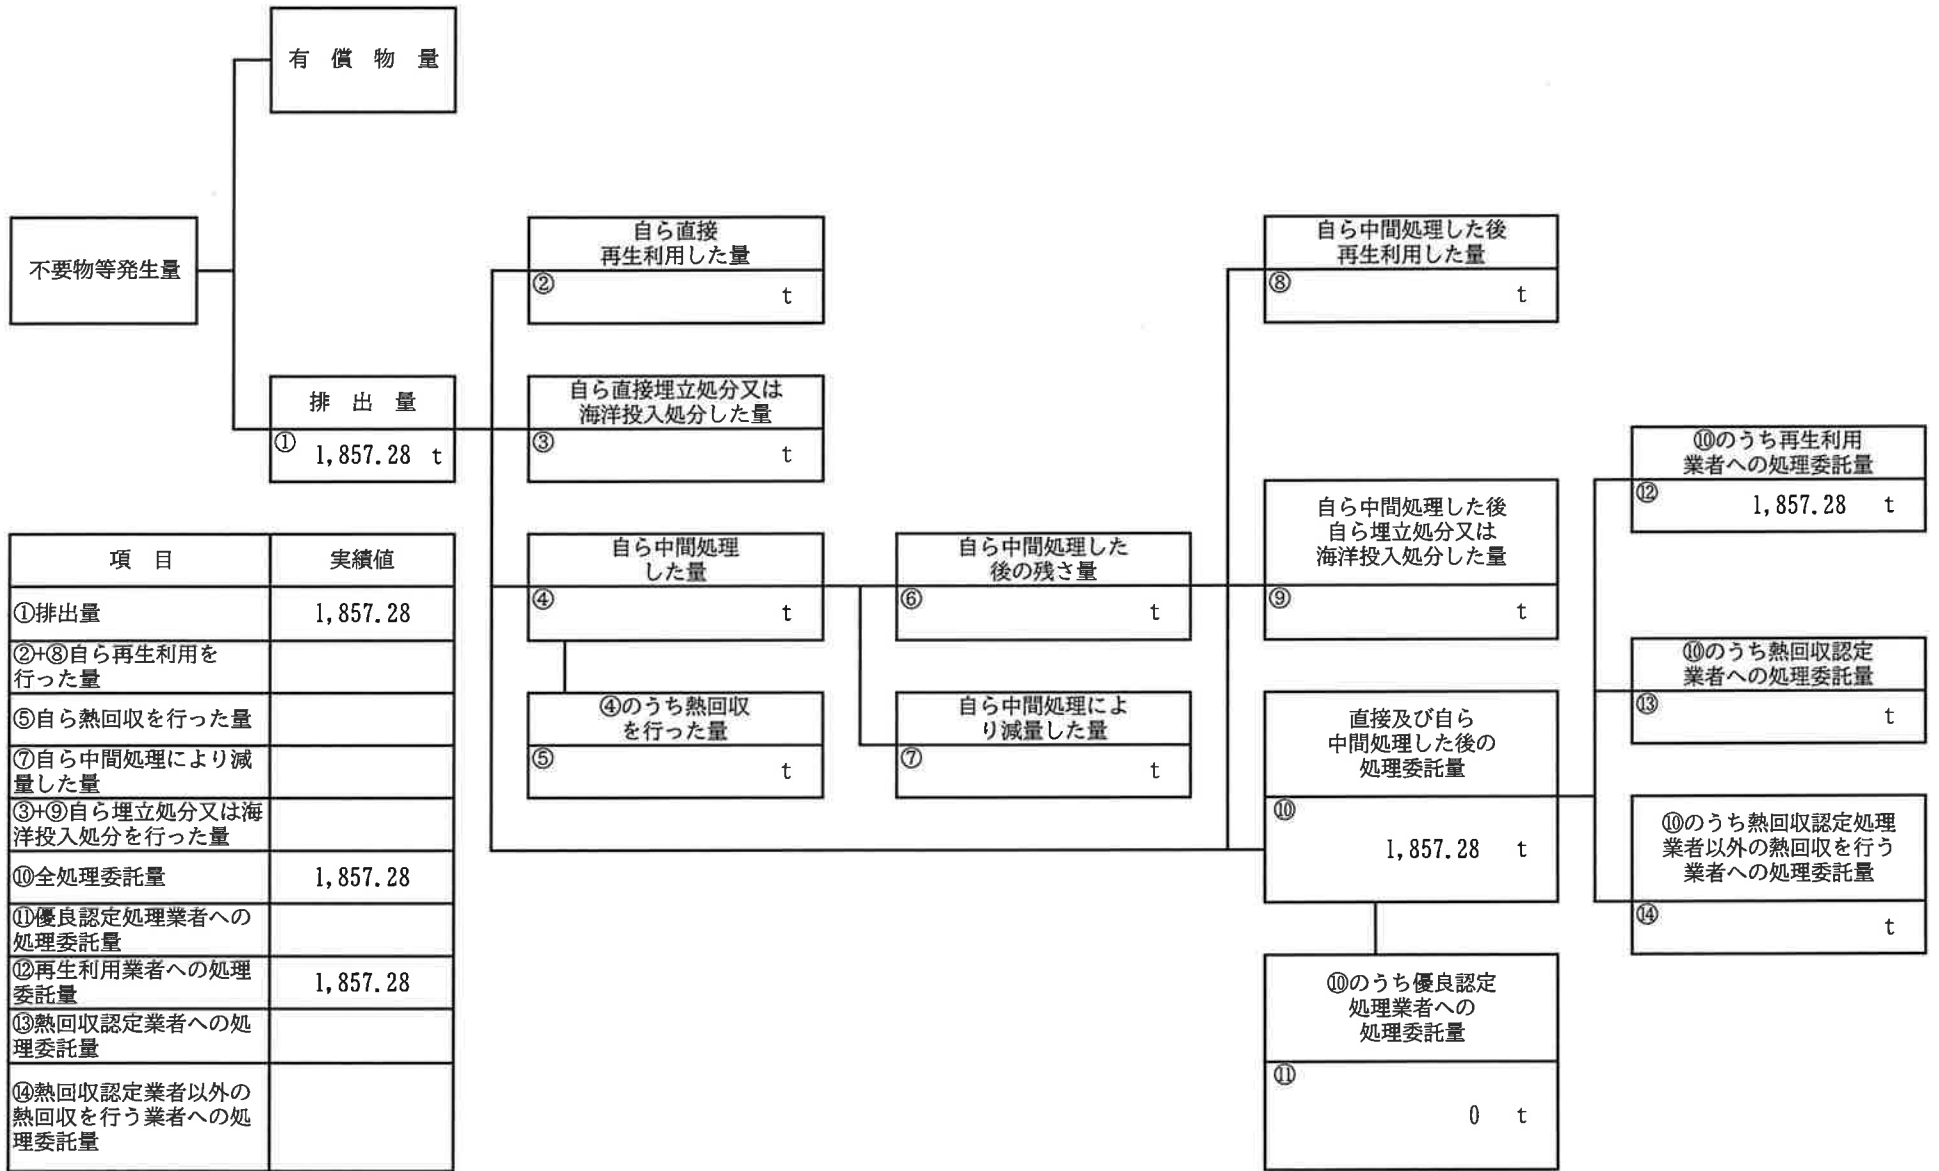 有 償 物 量
不要物等発生量
排 出 量
① 1,857.28 t
自ら直接
再生利用した量
② t
自ら直接埋立処分又は
海洋投入処分した量
③ t
自ら中間処理
した量
④ t
④のうち熱回収
を行った量
⑤ t
自ら中間処理した
後の残さ量
⑥ t
自ら中間処理によ
り減量した量
⑦ t
自ら中間処理した後
再生利用した量
⑧ t
自ら中間処理した後
自ら埋立処分又は
海洋投入処分した量
⑨ t
直接及び自ら
中間処理した後の
処理委託量
⑩
1,857.28 t
⑩のうち優良認定
処理業者への
処理委託量
⑪
0 t
⑩のうち再生利用
業者への処理委託量
⑫ 1,857.28 t
⑩のうち熱回収認定
業者への処理委託量
⑬ t
⑩のうち熱回収認定処理
業者以外の熱回収を行う
業者への処理委託量
⑭ t
項 目 実績値
①排出量 1,857.28
②+⑧自ら再生利用を
行った量
⑤自ら熱回収を行った量
⑦自ら中間処理により減
量した量
③+⑨自ら埋立処分又は海
洋投入処分を行った量
⑩全処理委託量 1,857.28
⑪優良認定処理業者への
処理委託量
⑫再生利用業者への処理
委託量 1,857.28
⑬熱回収認定業者への処
理委託量
⑭熱回収認定業者以外の
熱回収を行う業者への処
理委託量